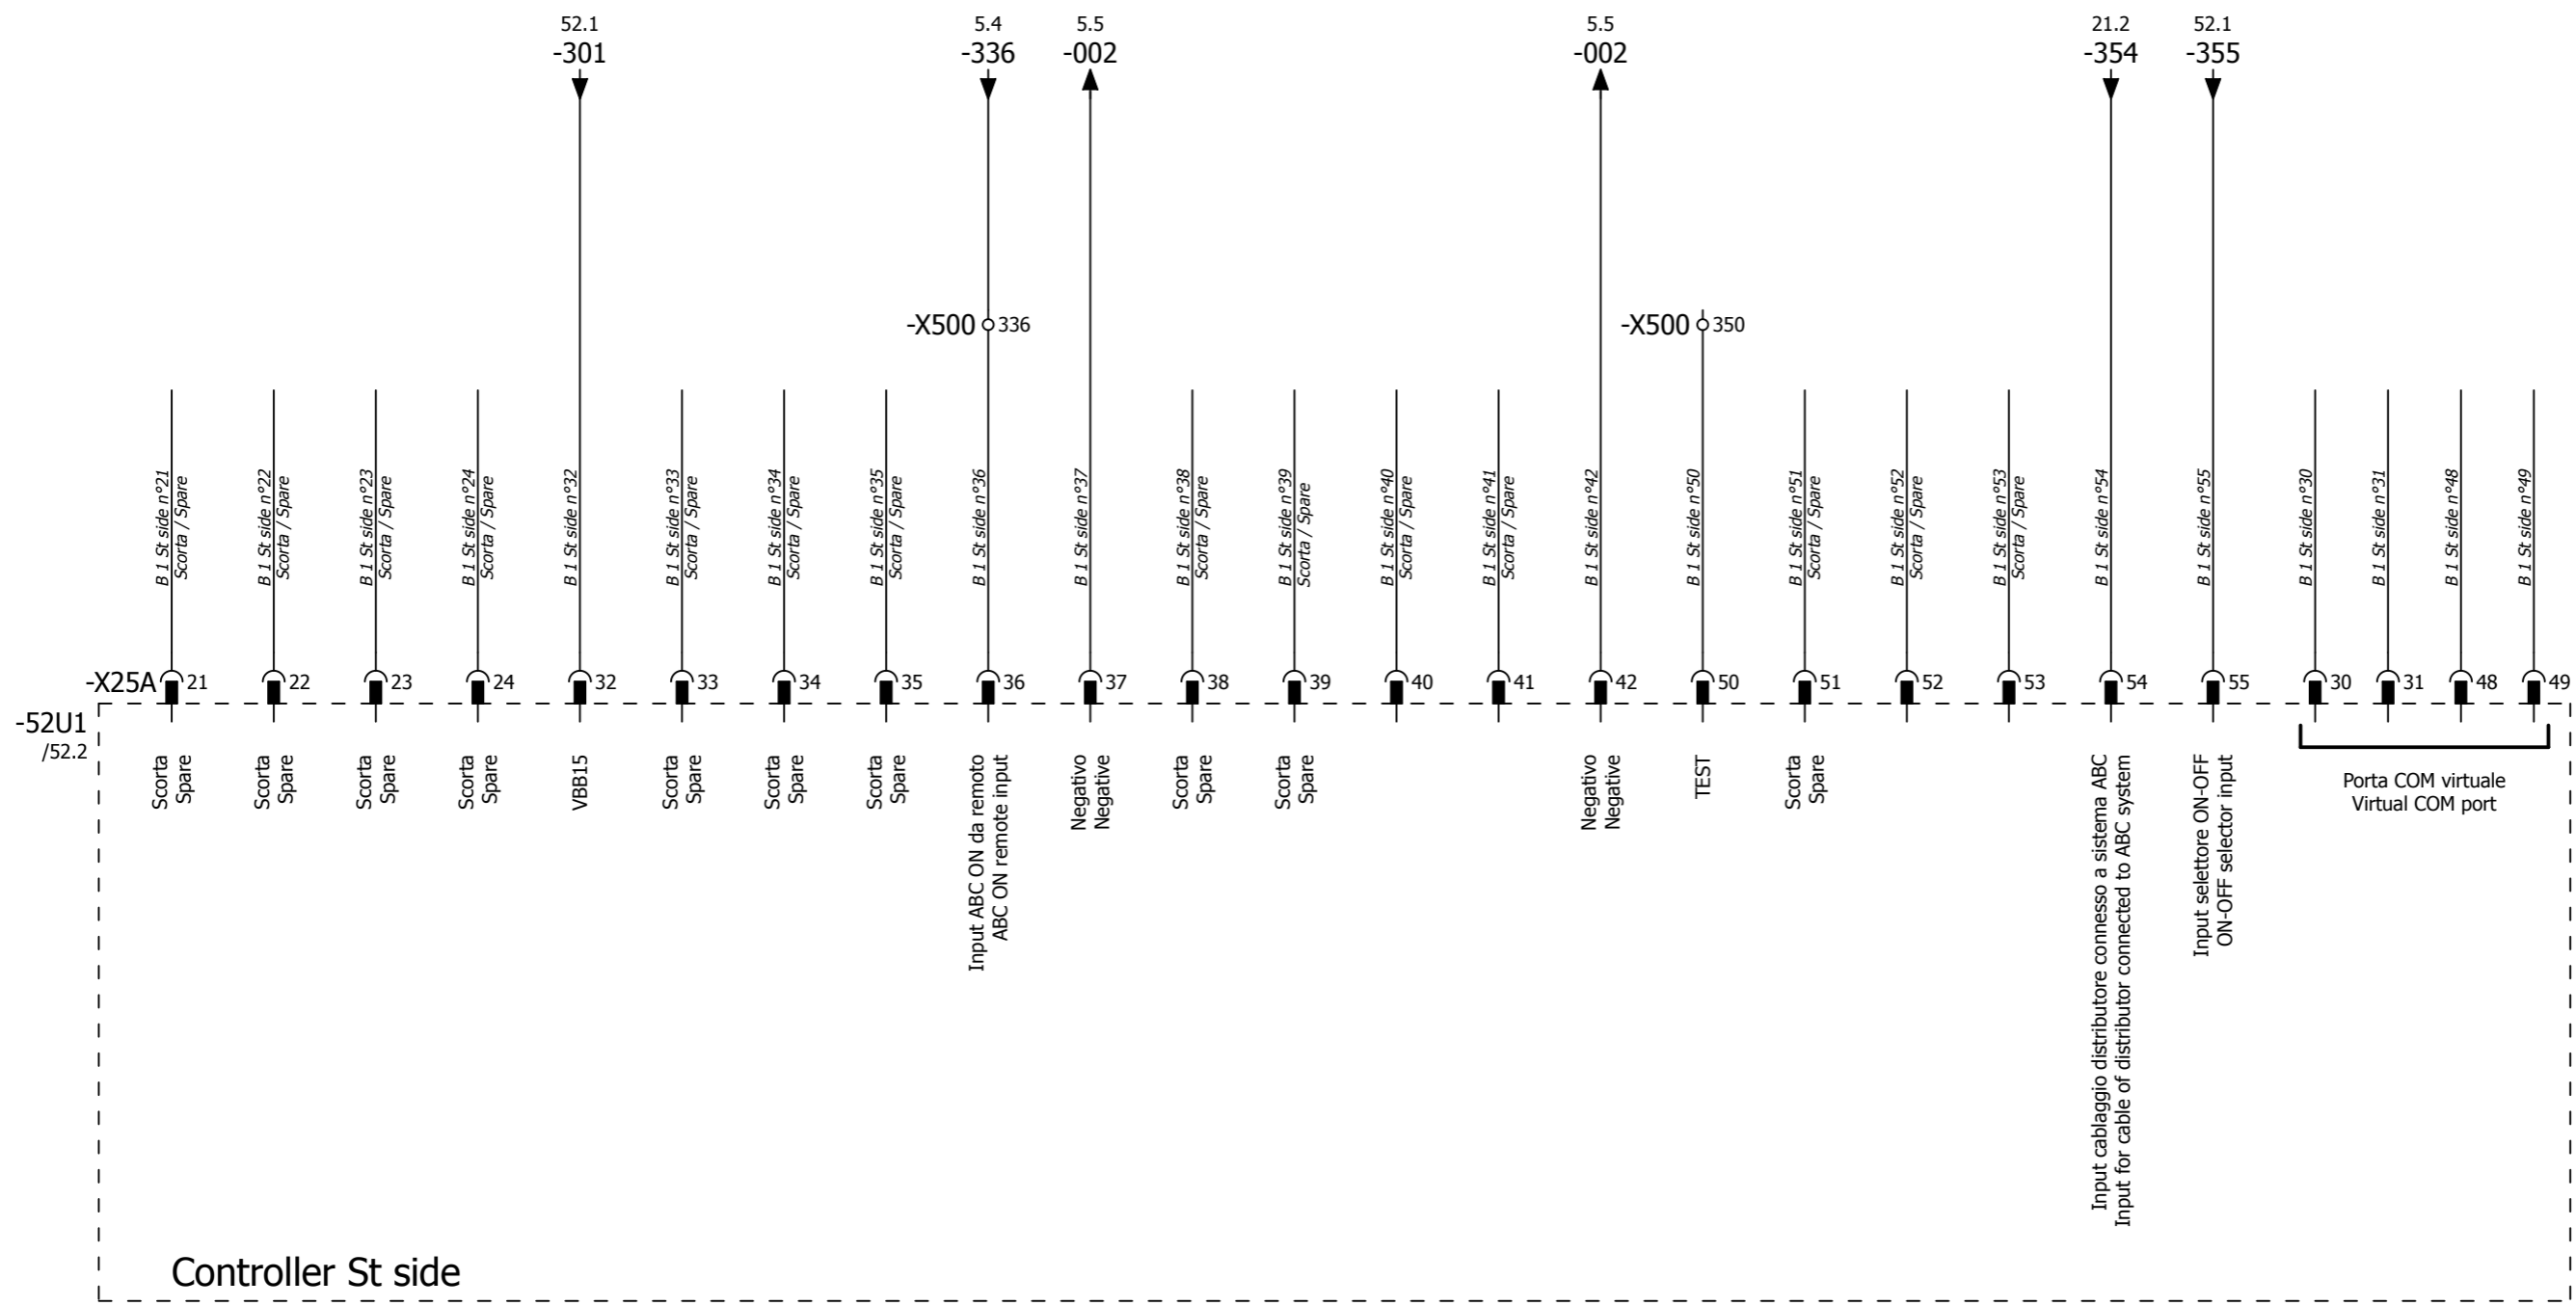 52.1
-301
5.4
-336
5.5
-002
5.5
-002
21.2
-354
52.1
-355
-X500
336
-X500
350
B 1 St side n°21
Scorta / Spare
B 1 St side n°22
Scorta / Spare
B 1 St side n°23
Scorta / Spare
B 1 St side n°24
Scorta / Spare
B 1 St side n°32
B 1 St side n°33
Scorta / Spare
B 1 St side n°34
Scorta / Spare
B 1 St side n°35
Scorta / Spare
B 1 St side n°36
B 1 St side n°37
B 1 St side n°38
Scorta / Spare
B 1 St side n°39
Scorta / Spare
B 1 St side n°40
Scorta / Spare
B 1 St side n°41
Scorta / Spare
B 1 St side n°42
B 1 St side n°50
B 1 St side n°51
Scorta / Spare
B 1 St side n°52
Scorta / Spare
B 1 St side n°53
Scorta / Spare
B 1 St side n°54
B 1 St side n°55
B 1 St side n°30
B 1 St side n°31
B 1 St side n°48
B 1 St side n°49
-X25A
21
22
23
24
32
33
34
35
36
37
38
39
40
41
42
50
51
52
53
54
55
30
31
48
49
-52U1
/52.2
Scorta
Spare
Scorta
Spare
Scorta
Spare
Scorta
Spare
VBB15
Scorta
Spare
Scorta
Spare
Scorta
Spare
Input ABC ON da remoto
ABC ON remote input
Negativo
Negative
Scorta
Spare
Scorta
Spare
Negativo
Negative
TEST
Scorta
Spare
Input cablaggio distributore connesso a sistema ABC
Input for cable of distributor connected to ABC system
Input selettore ON-OFF
ON-OFF selector input
Porta COM virtuale
Virtual COM port
Controller St side